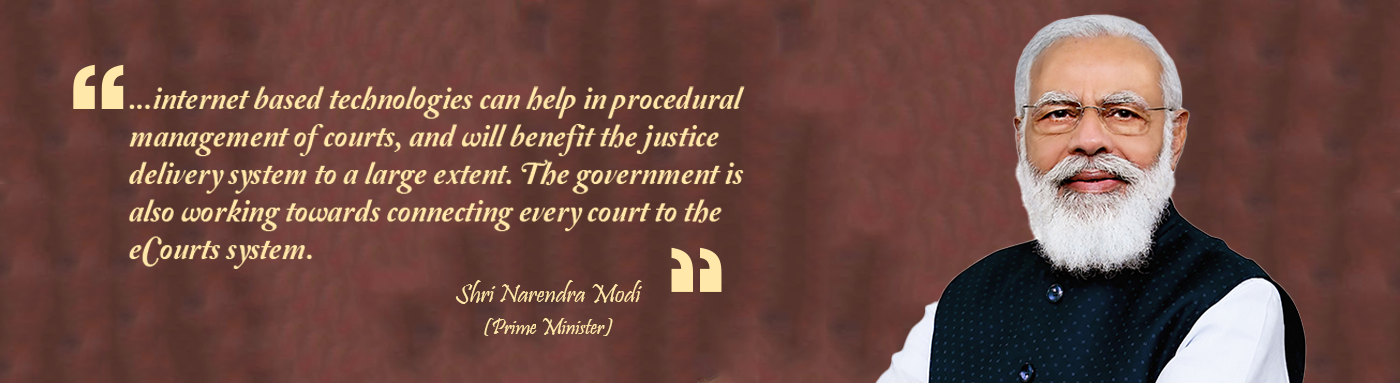 “...internet based technologies can help in procedural
management of courts, and will benefit the justice
delivery system to a large extent. The government is
also working towards connecting every court to the
eCourts system. ”
Shri Narendra Modi
(Prime Minister)